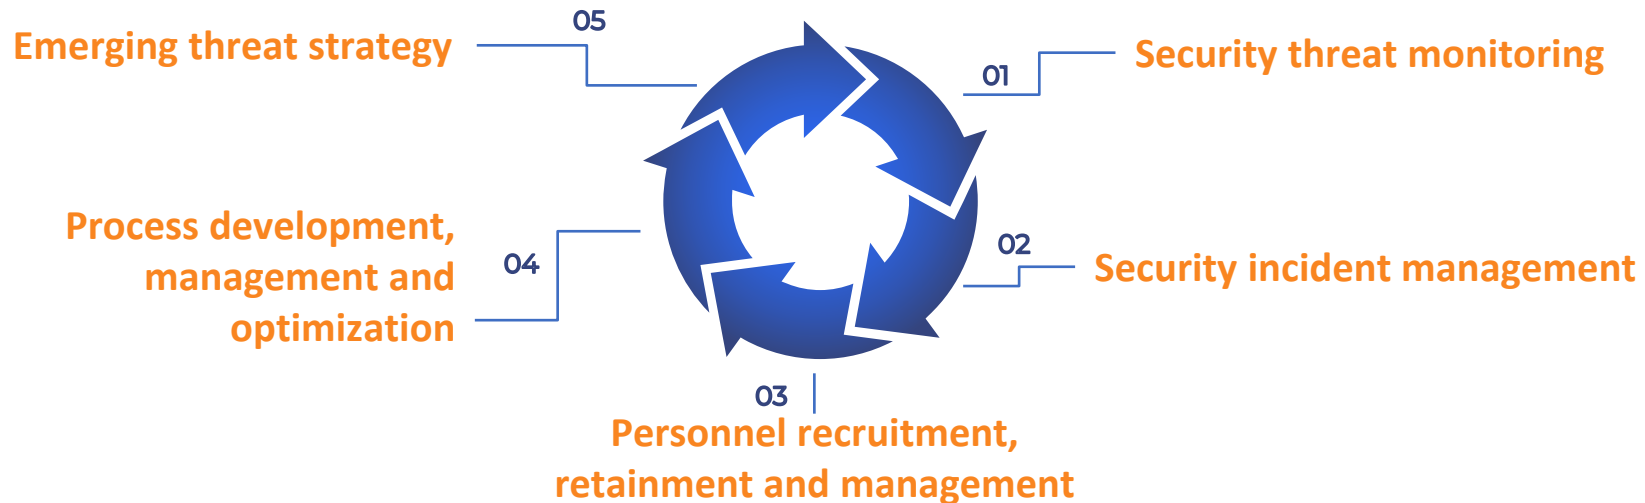 01
Security threat monitoring
02
Security incident management
03
Personnel recruitment,
retainment and management
04
Process development,
management and
optimization
05
Emerging threat strategy